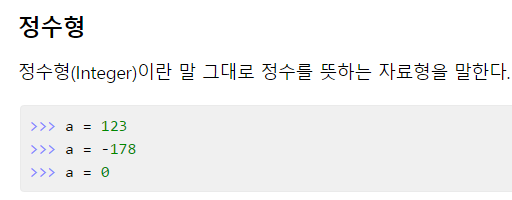 정수형
정수형(Integer)이란 말 그대로 정수를 뜻하는 자료형을 말한다.
>>> a = 123
>>> a = -178
>>> a = 0